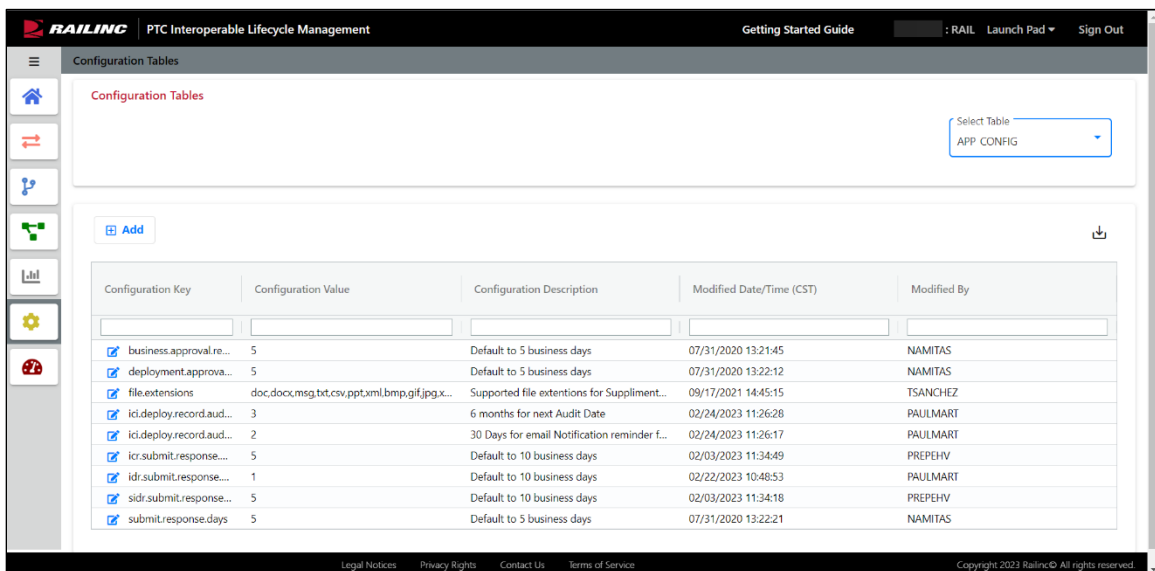 RAILINC PTC Interoperable Lifecycle Management Getting Started Guide : RAIL Launch Pad Sign Out
Configuration Tables
Configuration Tables
Select Table
APP CONFIG
Add
Configuration Key Configuration Value Configuration Description Modified Date/Time (CST) Modified By
business.approval.re... 5 Default to 5 business days 07/31/2020 13:21:45 NAMITAS
deployment.approva... 5 Default to 5 business days 07/31/2020 13:22:12 NAMITAS
file.extensions doc,docx,msg,txt,csv,ppt,xml,bmp,gif,jpg,x... Supported file extentions for Suppliment... 09/17/2021 14:45:15 TSANCHEZ
ici.deploy.record.aud... 3 6 months for next Audit Date 02/24/2023 11:26:28 PAULMART
ici.deploy.record.aud... 2 30 Days for email Notification reminder f... 02/24/2023 11:26:17 PAULMART
icr.submit.response.... 5 Default to 10 business days 02/03/2023 11:34:49 PREPEHV
idr.submit.response.... 1 Default to 10 business days 02/22/2023 10:48:53 PAULMART
sidr.submit.response... 5 Default to 10 business days 02/03/2023 11:34:18 PREPEHV
submit.response.days 5 Default to 5 business days 07/31/2020 13:22:21 NAMITAS
Legal Notices Privacy Rights Contact Us Terms of Service Copyright 2023 Railinc© All rights reserved.